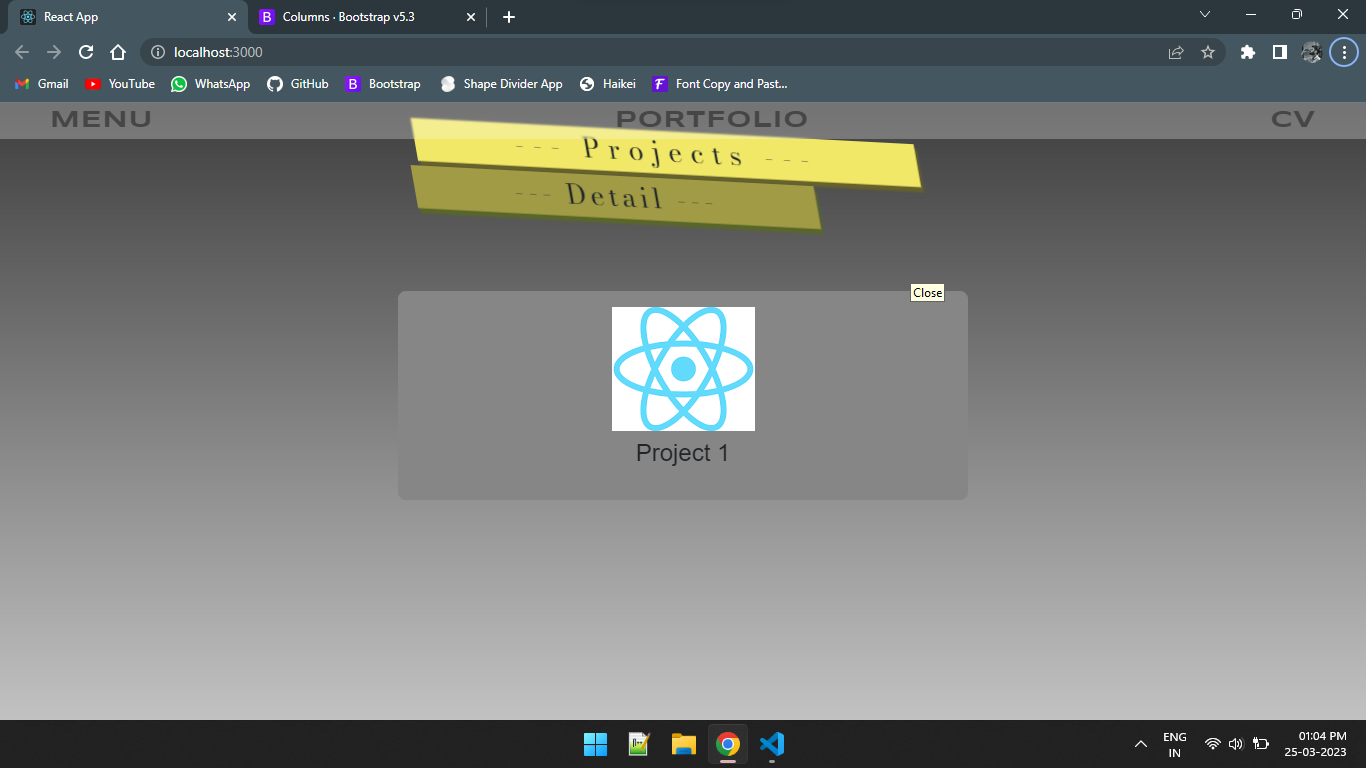 React App
Columns · Bootstrap v5.3
localhost:3000
Gmail
YouTube
WhatsApp
GitHub
Bootstrap
Shape Divider App
Haikei
Font Copy and Past...
MENU
PORTFOLIO
CV
--- Projects ---
--- Detail ---
Close
Project 1
ENG
IN
01:04 PM
25-03-2023